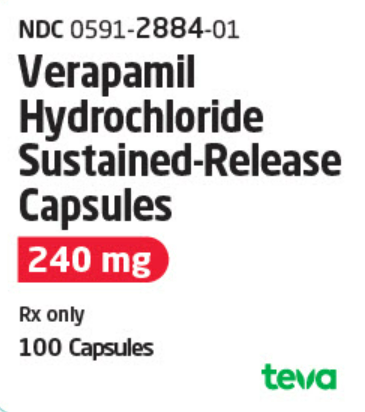 NDC 0591-2884-01
Verapamil
Hydrochloride
Sustained-Release
Capsules
240 mg
Rx only
100 Capsules
teva